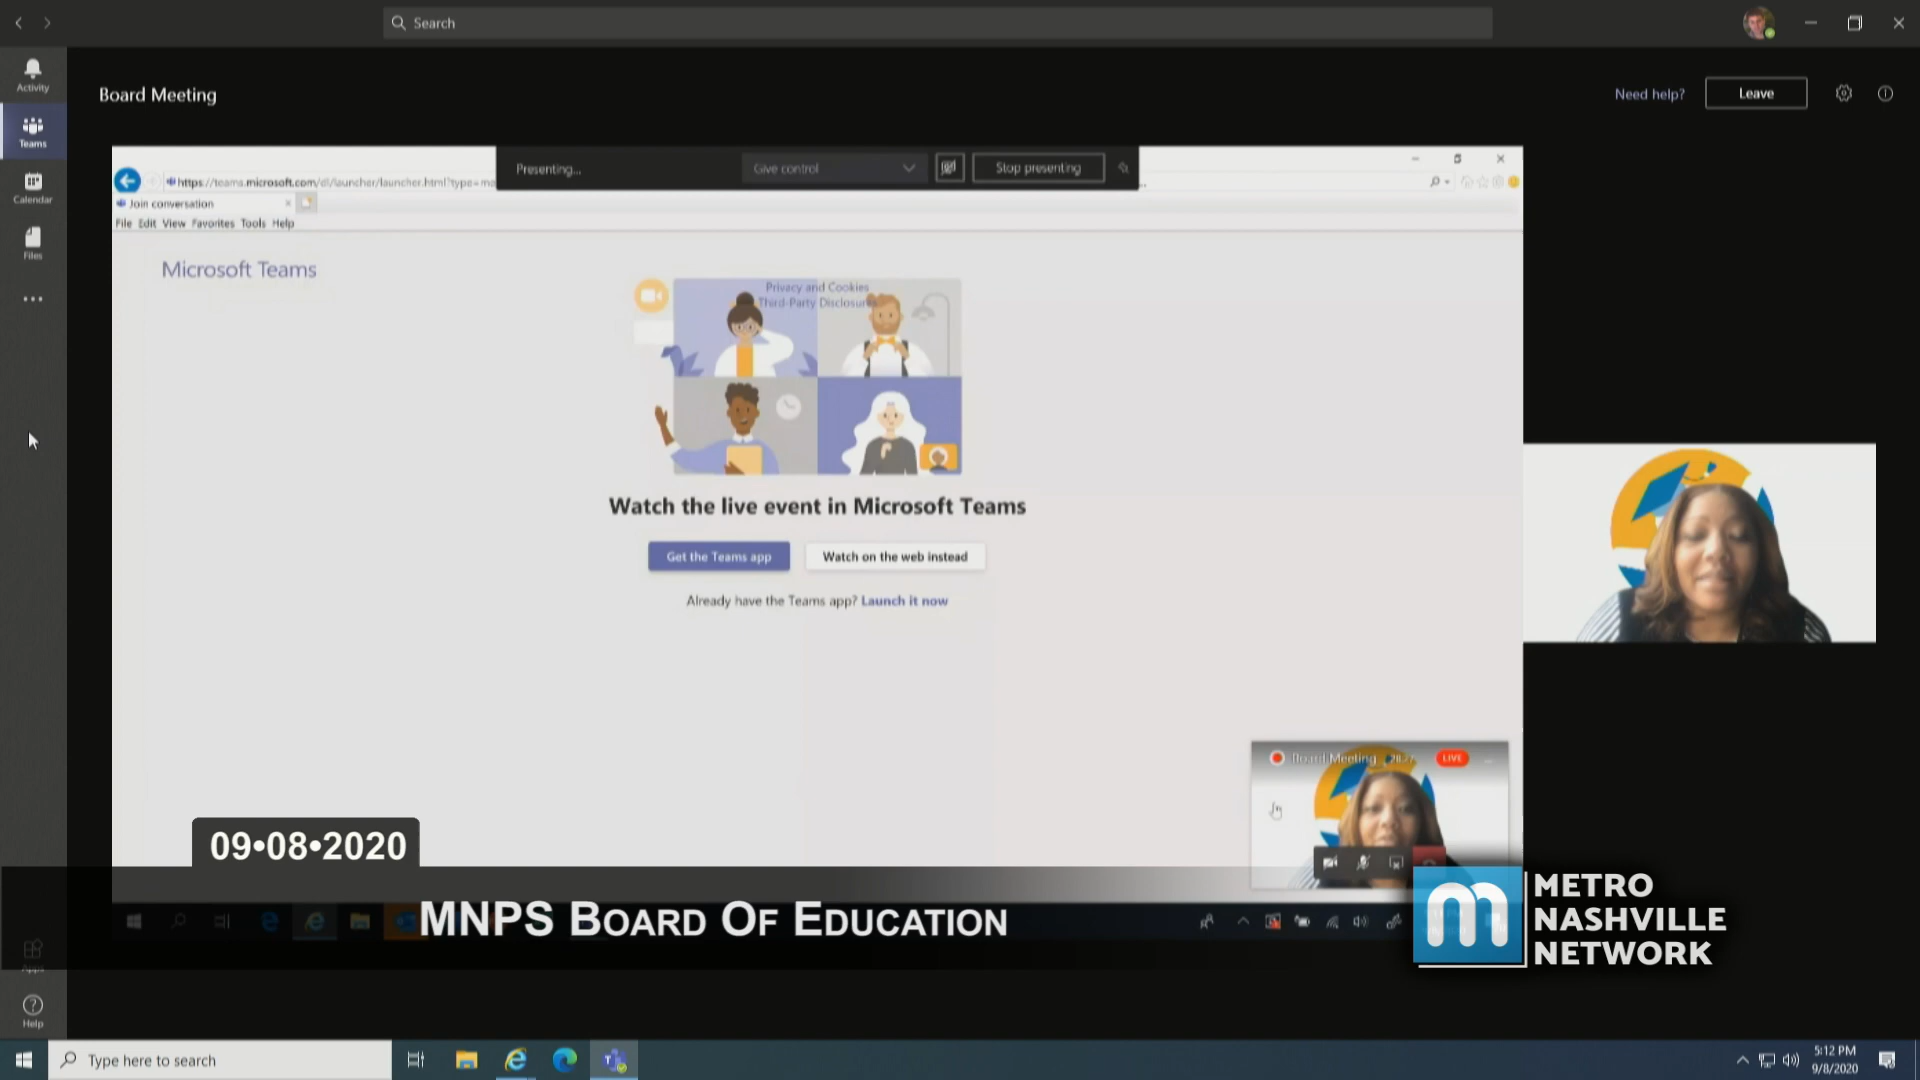 Search
Activity
Teams
Calendar
Files
Board Meeting
Need help?
Leave
Presenting...
Give control
Stop presenting
https://teams.microsoft.com/dl/launcher/launcher.html?type=me
Join conversation
File Edit View Favorites Tools Help
Microsoft Teams
Privacy and Cookies
Third-Party Disclosures
Watch the live event in Microsoft Teams
Get the Teams app
Watch on the web instead
Already have the Teams app? Launch it now
Board Meeting
LIVE
09•08•2020
MNPS BOARD OF EDUCATION
m METRO
NASHVILLE
NETWORK
Apps
Help
Type here to search
5:12 PM
9/8/2020